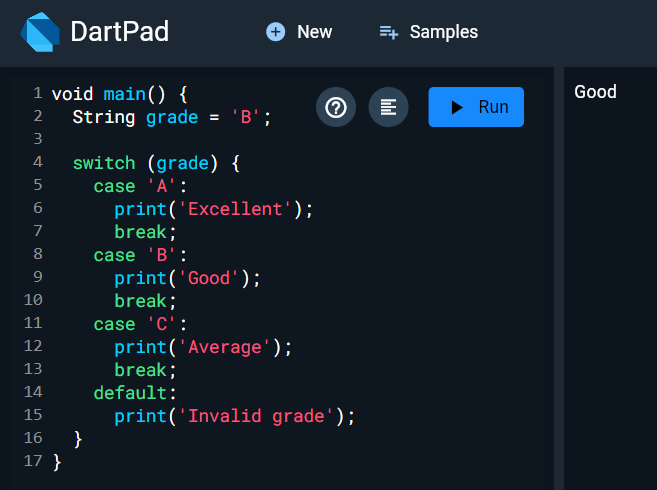 DartPad
New
Samples
1 void main() {
2   String grade = 'B';
3
4   switch (grade) {
5     case 'A':
6       print('Excellent');
7       break;
8     case 'B':
9       print('Good');
10       break;
11     case 'C':
12       print('Average');
13       break;
14     default:
15       print('Invalid grade');
16   }
17 }
Run
Good